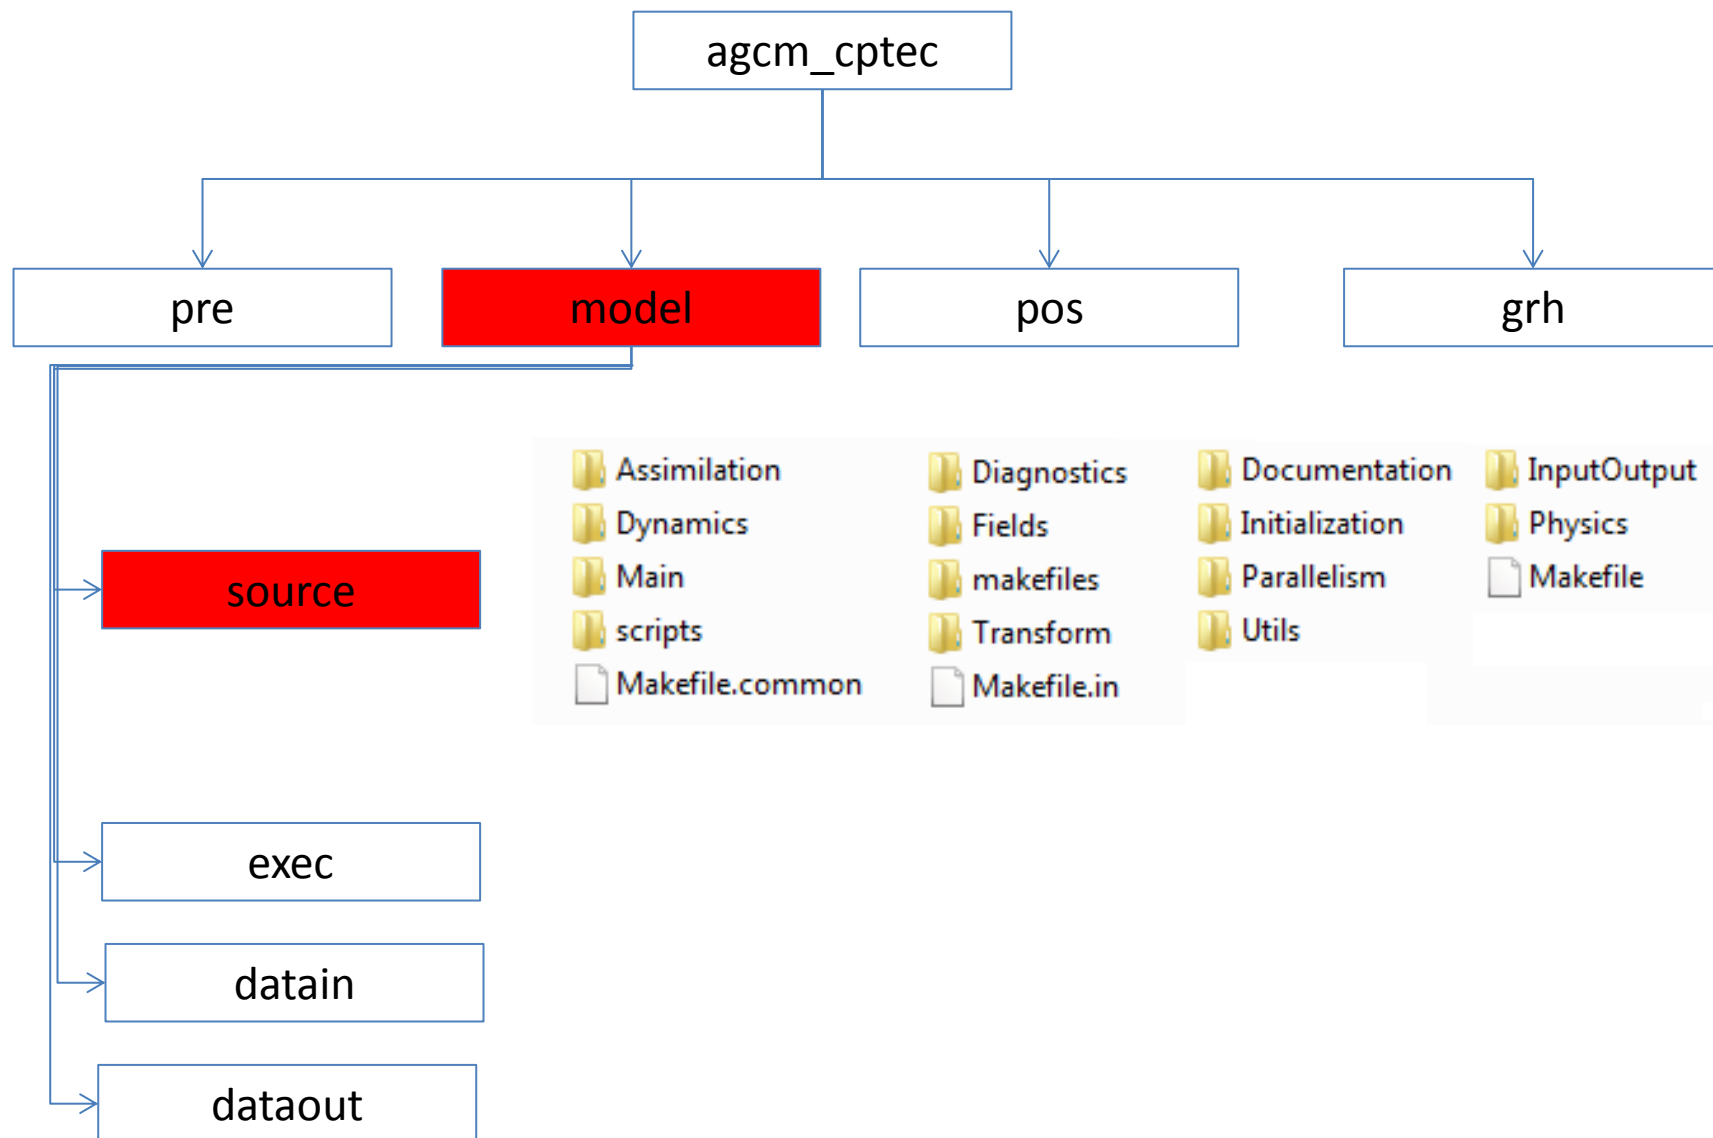 agcm_cptec
pre
model
pos
grh
Assimilation
Diagnostics
Documentation
InputOutput
Dynamics
Fields
Initialization
Physics
Main
makefiles
Parallelism
Makefile
source
scripts
Transform
Utils
Makefile.common
Makefile.in
exec
datain
dataout